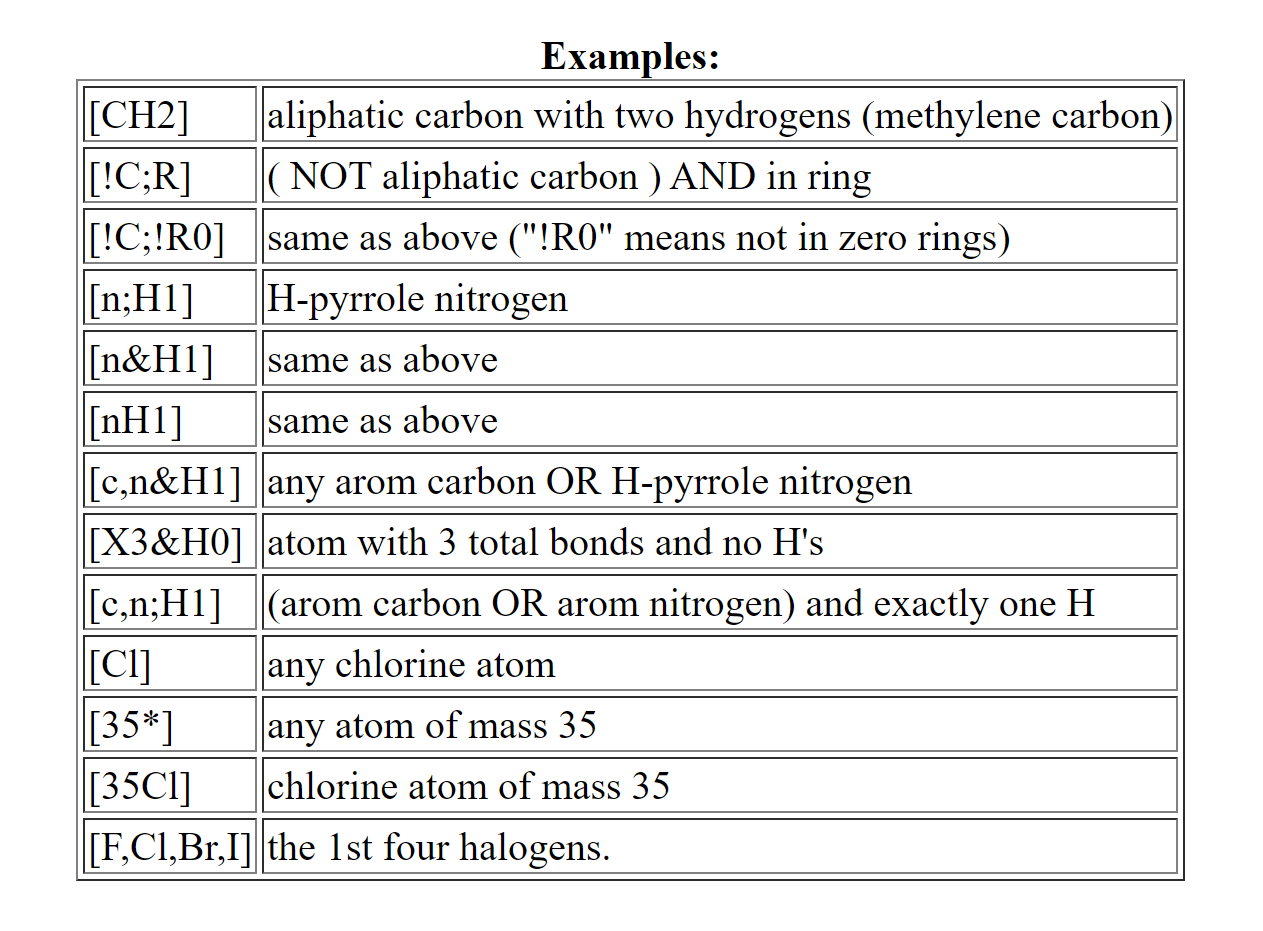 Examples:
[CH2] aliphatic carbon with two hydrogens (methylene carbon)
[!C;R] ( NOT aliphatic carbon ) AND in ring
[!C;!R0] same as above ("!R0" means not in zero rings)
[n;H1] H-pyrrole nitrogen
[n&H1] same as above
[nH1] same as above
[c,n&H1] any arom carbon OR H-pyrrole nitrogen
[X3&H0] atom with 3 total bonds and no H's
[c,n;H1] (arom carbon OR arom nitrogen) and exactly one H
[Cl] any chlorine atom
[35*] any atom of mass 35
[35Cl] chlorine atom of mass 35
[F,Cl,Br,I] the 1st four halogens.